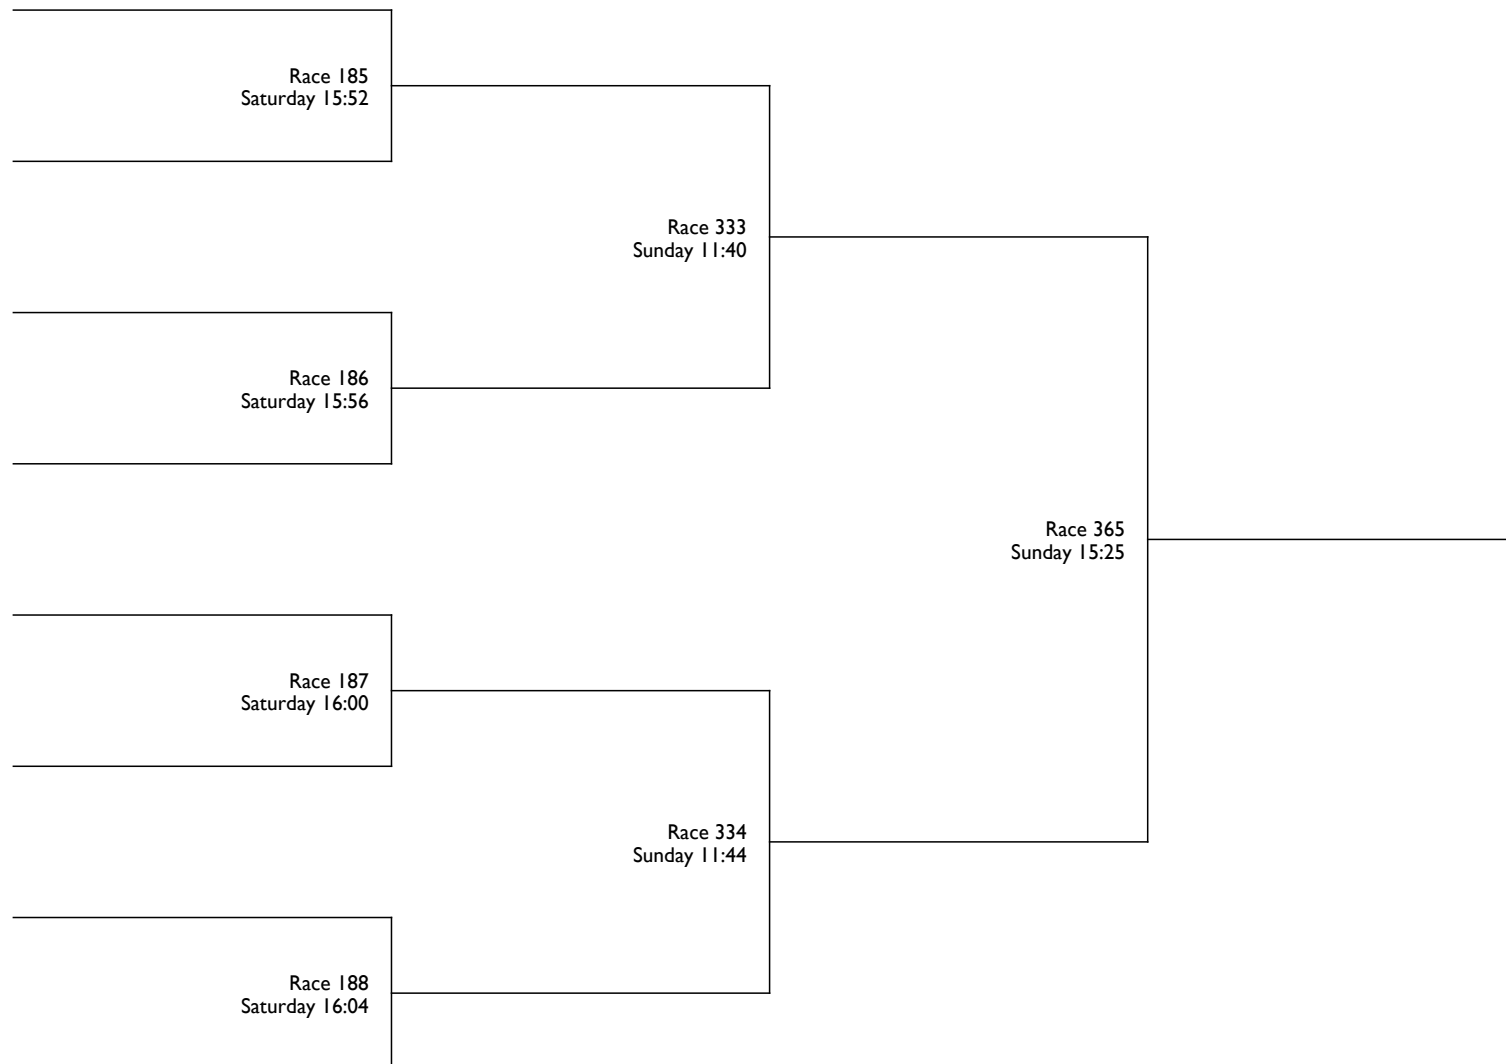 Race 185
Saturday 15:52
Race 333
Sunday 11:40
Race 186
Saturday 15:56
Race 365
Sunday 15:25
Race 187
Saturday 16:00
Race 334
Sunday 11:44
Race 188
Saturday 16:04